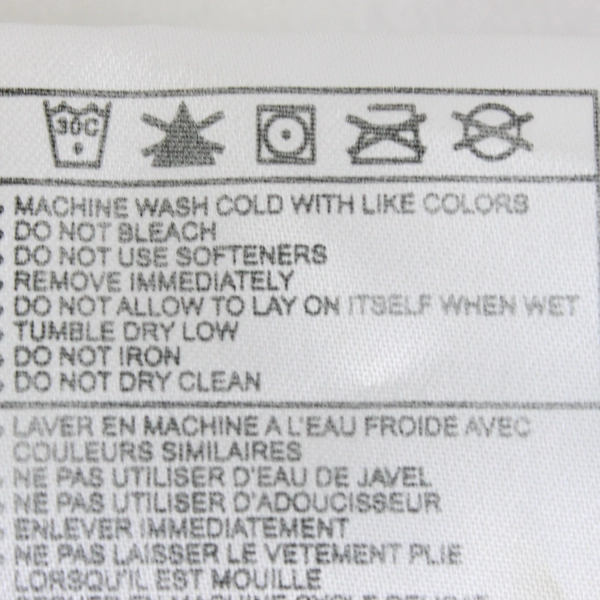 30C
MACHINE WASH COLD WITH LIKE COLORS
DO NOT BLEACH
DO NOT USE SOFTENERS
REMOVE IMMEDIATELY
DO NOT ALLOW TO LAY ON ITSELF WHEN WET
TUMBLE DRY LOW
DO NOT IRON
DO NOT DRY CLEAN
LAVER EN MACHINE A L'EAU FROIDE AVEC
COULEURS SIMILAIRES
NE PAS UTILISER D'EAU DE JAVEL
NE PAS UTILISER D'ADOUCISSEUR
ENLEVER IMMEDIATEMENT
NE PAS LAISSER LE VETEMENT PLIE
LORSQU'IL EST MOUILLE